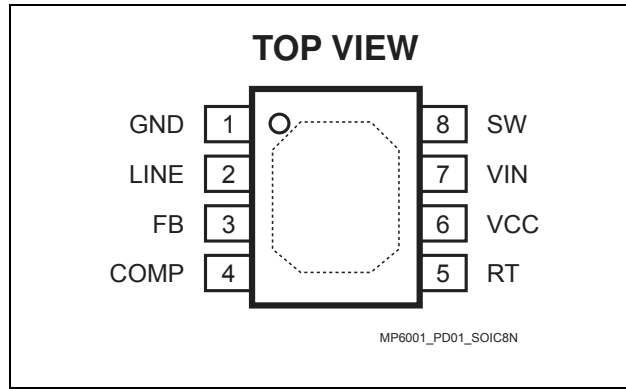 TOP VIEW
GND 1 8 SW
LINE 2 7 VIN
FB 3 6 VCC
COMP 4 5 RT
MP6001_PD01_SOIC8N